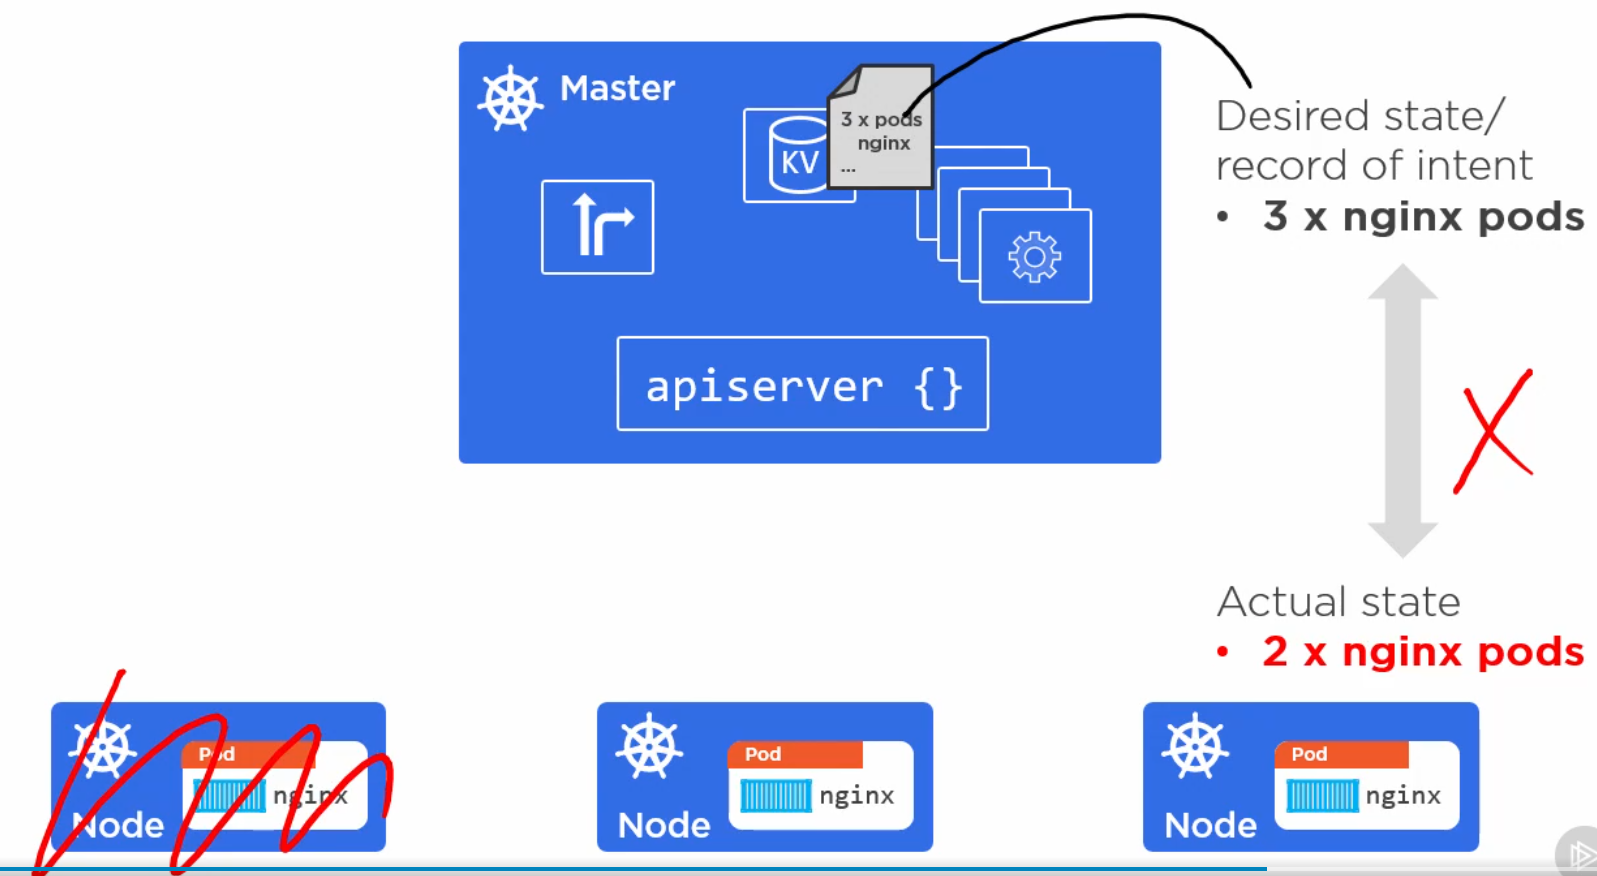 Master
KV
3 x pods
nginx
...
apiserver {}
Desired state/
record of intent
• 3 x nginx pods
Actual state
• 2 x nginx pods
Pod
nginx
Node
Pod
nginx
Node
Pod
nginx
Node